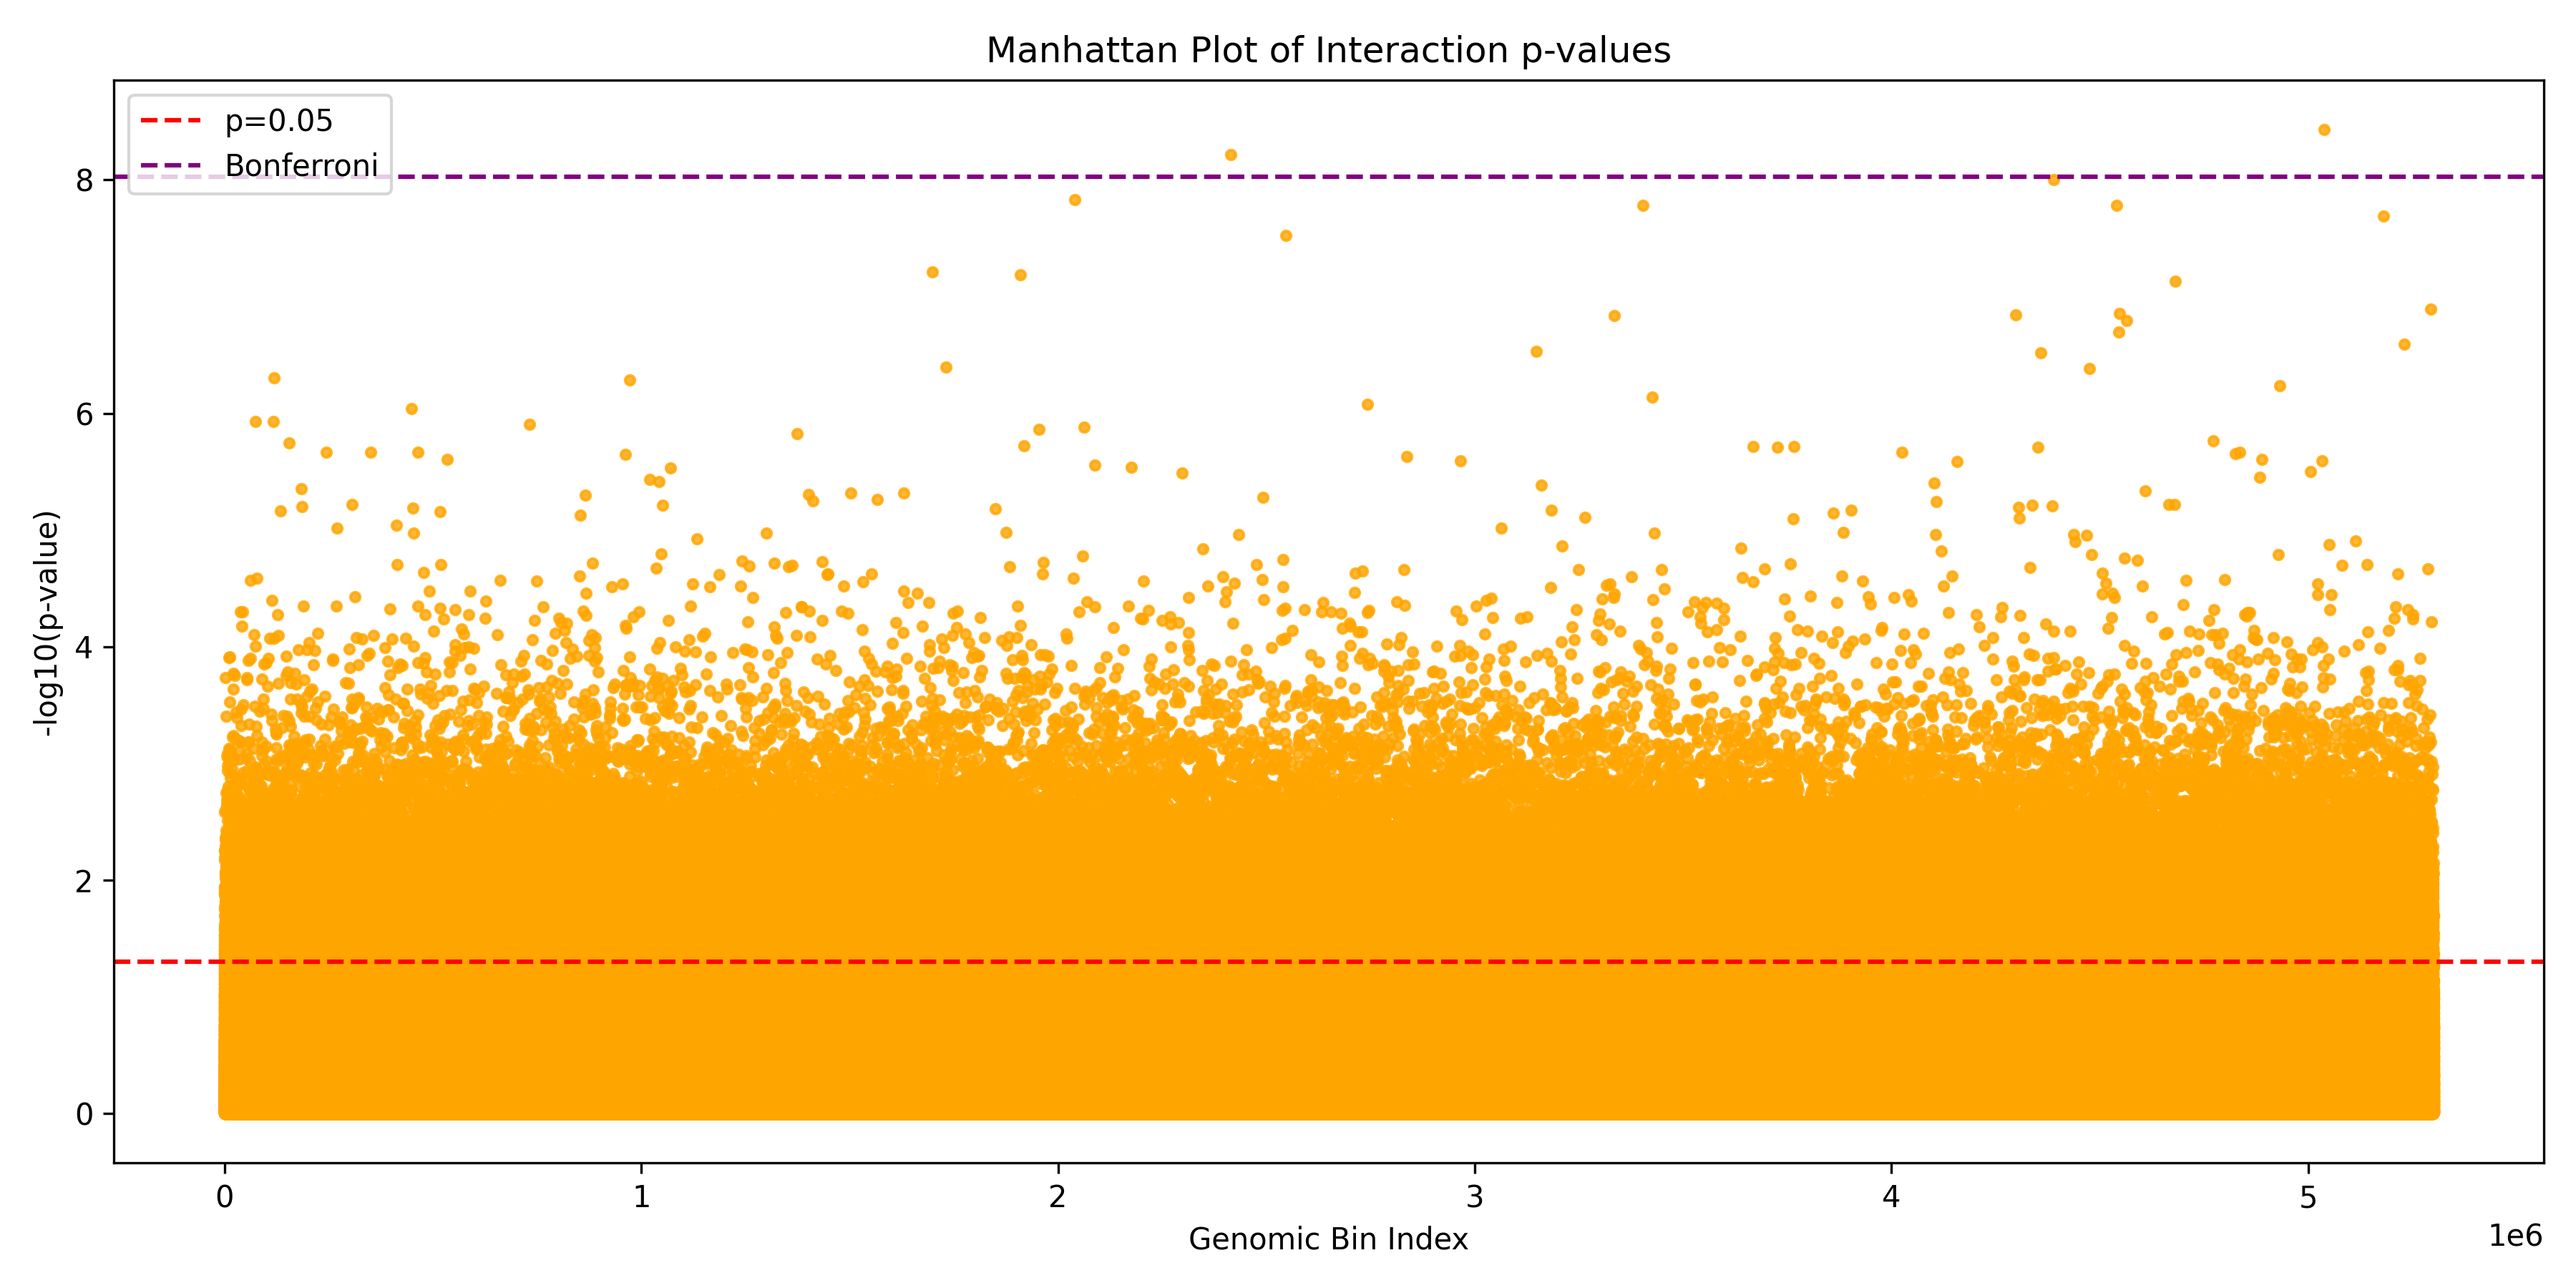 Manhattan Plot of Interaction p-values
p=0.05
Bonferroni
-log10(p-value)
8
6
4
2
0
0 1 2 3 4 5
1e6
Genomic Bin Index